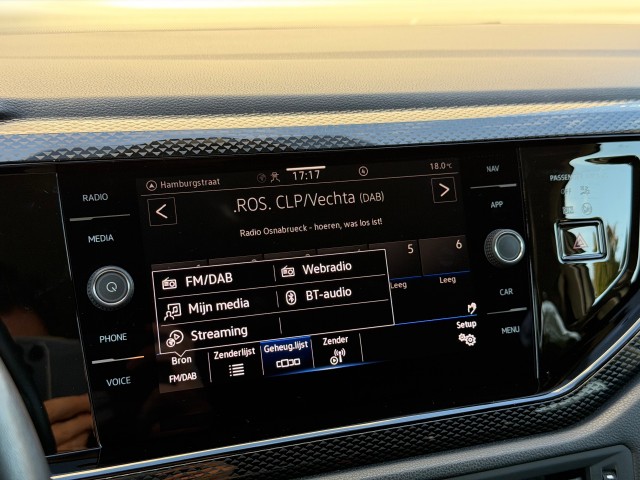 RADIO
MEDIA
PHONE
VOICE
Hamburgstraat
17:17
18.0°C
.ROS. CLP/Vechta (DAB)
Radio Osnabrueck - hoeren, was los ist!
5
6
Leeg
Leeg
FM/DAB
Webradio
Mijn media
BT-audio
Streaming
Bron
FM/DAB
Zenderlijst
Geheug.lijst
Zender
Setup
NAV
APP
CAR
MENU